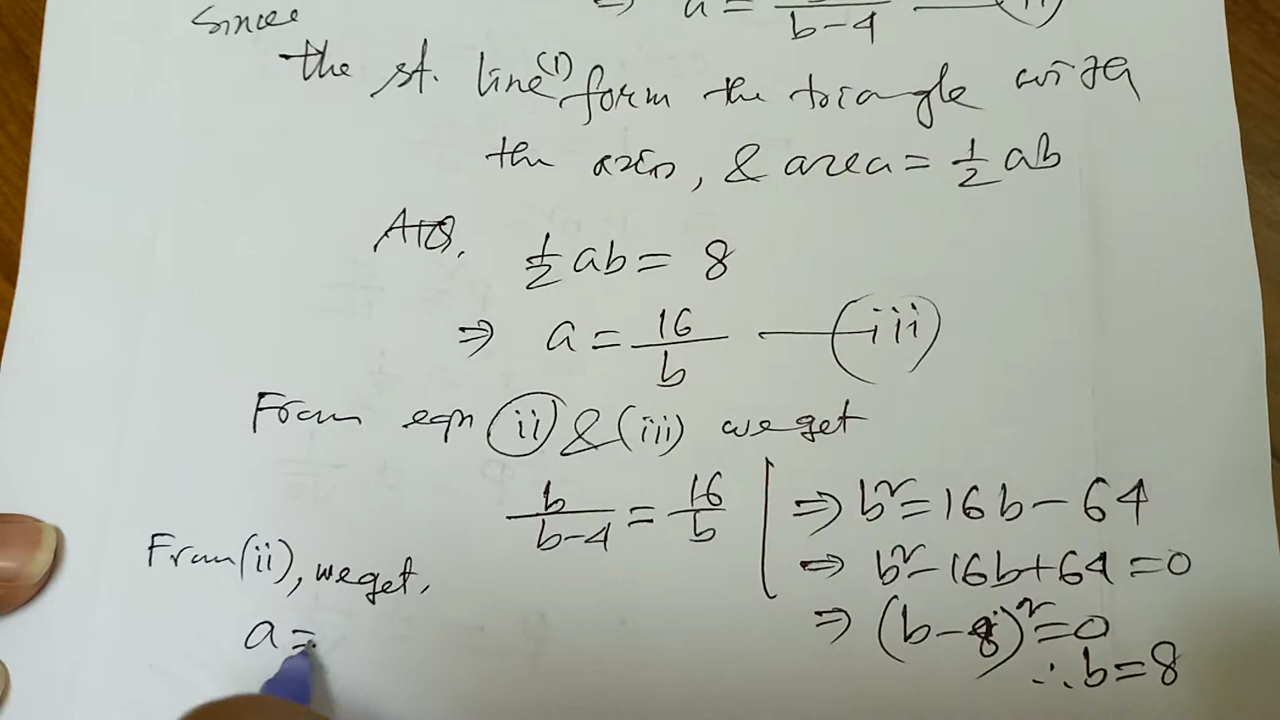 Since
⇒ a = b/(b-4) — (ii)
the st. line (1) form the triangle with
the axis, & area = 1/2 ab
ATQ,
1/2 ab = 8
⇒ a = 16/b — (iii)
From eqn (ii) & (iii) we get
b/(b-4) = 16/b | ⇒ b² = 16b - 64
⇒ b² - 16b + 64 = 0
⇒ (b-8)² = 0
∴ b = 8
From (ii), we get,
a =